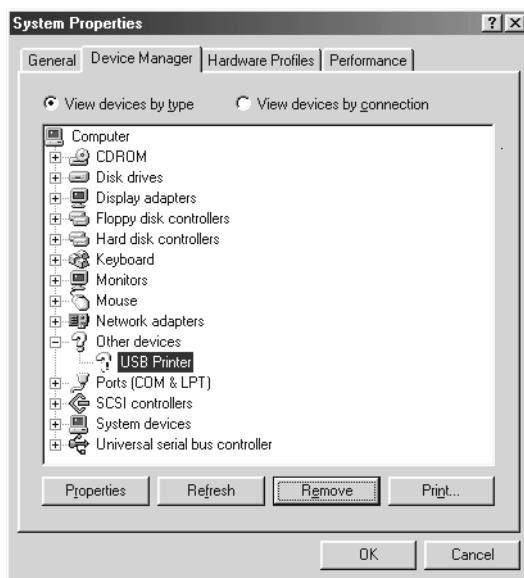 System Properties
General Device Manager Hardware Profiles Performance
View devices by type View devices by connection
Computer
CDROM
Disk drives
Display adapters
Floppy disk controllers
Hard disk controllers
Keyboard
Monitors
Mouse
Network adapters
Other devices
USB Printer
Ports (COM & LPT)
SCSI controllers
System devices
Universal serial bus controller
Properties Refresh Remove Print...
OK Cancel